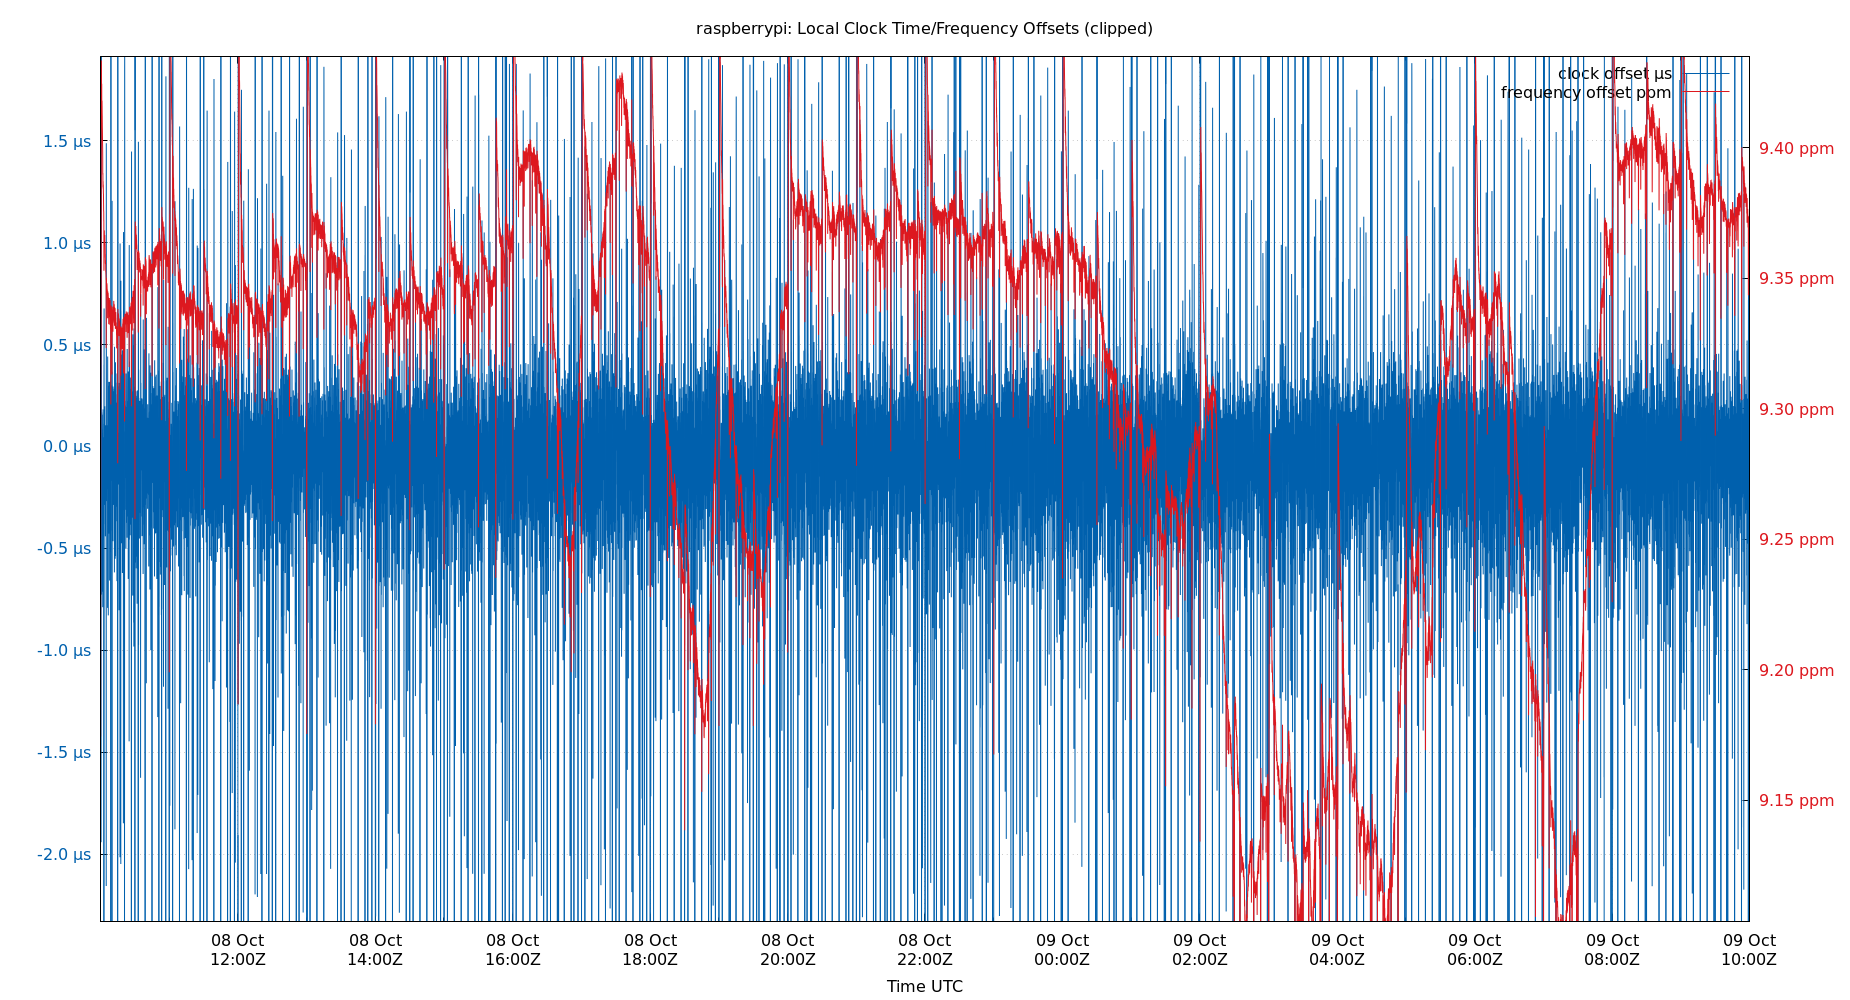 raspberrypi: Local Clock Time/Frequency Offsets (clipped)
clock offset µs
frequency offset ppm
1.5 µs
1.0 µs
0.5 µs
0.0 µs
-0.5 µs
-1.0 µs
-1.5 µs
-2.0 µs
9.40 ppm
9.35 ppm
9.30 ppm
9.25 ppm
9.20 ppm
9.15 ppm
08 Oct 08 Oct 08 Oct 08 Oct 08 Oct 08 Oct 09 Oct 09 Oct 09 Oct 09 Oct 09 Oct 09 Oct
12:00Z 14:00Z 16:00Z 18:00Z 20:00Z 22:00Z 00:00Z 02:00Z 04:00Z 06:00Z 08:00Z 10:00Z
Time UTC